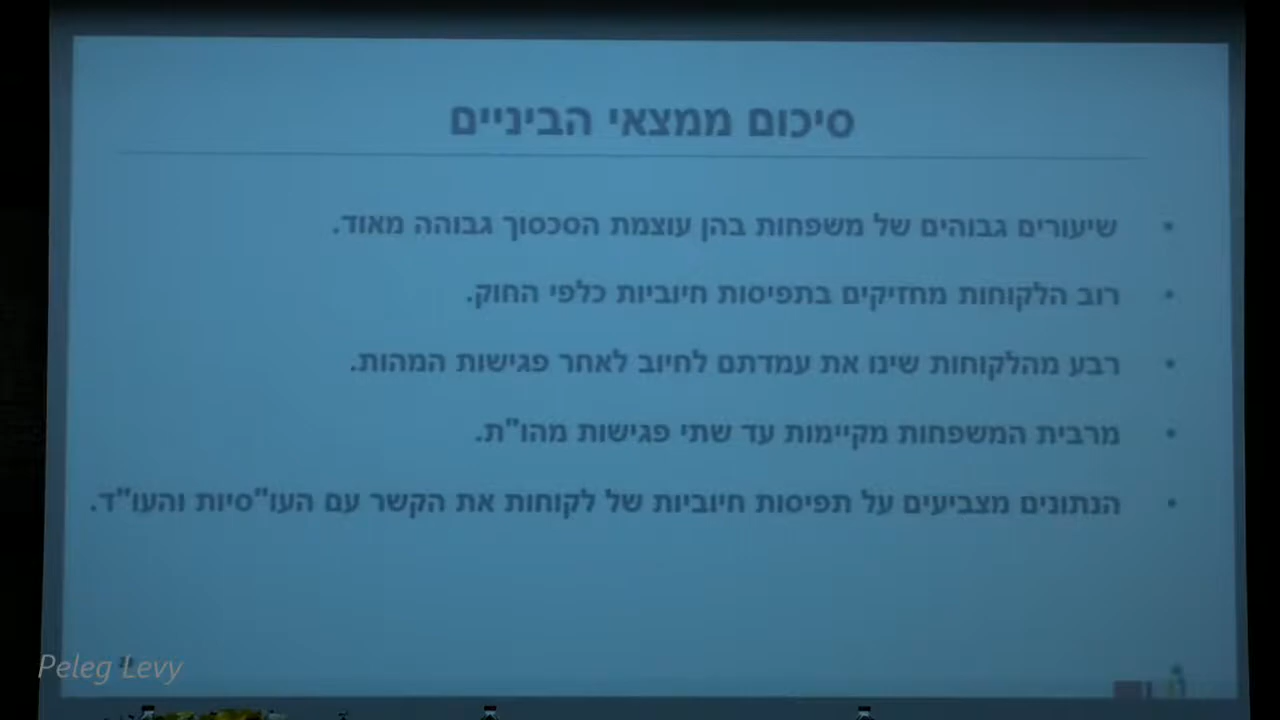 סיכום ממצאי הביניים
• שיעורים גבוהים של משפחות בהן עוצמת הסכסוך גבוהה מאוד.
• רוב הלקוחות מחזיקים בתפיסות חיוביות כלפי החוק.
• רבע מהלקוחות שינו את עמדתם לחיוב לאחר פגישות המהות.
• מרבית המשפחות מקיימות עד שתי פגישות מהו"ת.
• הנתונים מצביעים על תפיסות חיוביות של לקוחות את הקשר עם העו"סיות והעו"ד.
Peleg Levy